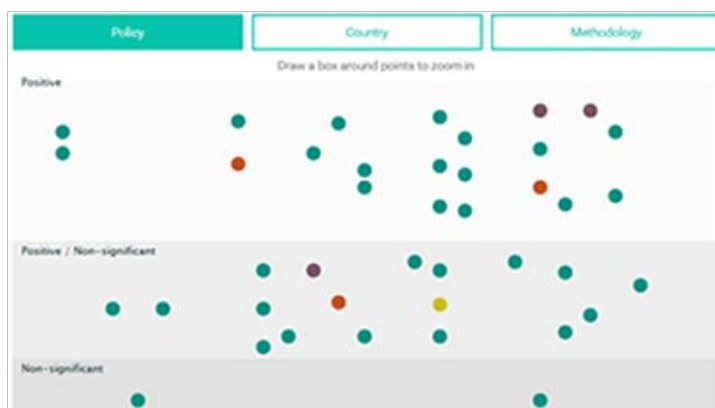 Policy
Country
Methodology
Draw a box around points to zoom in
Positive
Positive / Non-significant
Non-significant